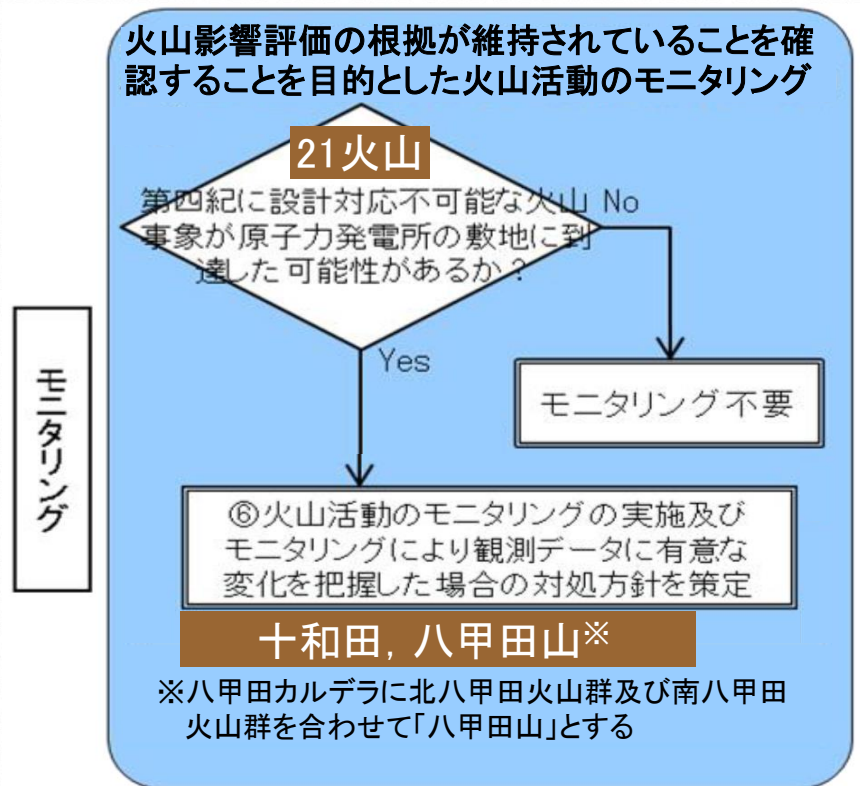 火山影響評価の根拠が維持されていることを確
認することを目的とした火山活動のモニタリング
21火山
第四紀に設計対応不可能な火山
事象が原子力発電所の敷地に到
達した可能性があるか?
No
Yes
モニタリング不要
モニタリング
⑥火山活動のモニタリングの実施及び
モニタリングにより観測データに有意な
変化を把握した場合の対処方針を策定
十和田，八甲田山※
※八甲田カルデラに北八甲田火山群及び南八甲田
火山群を合わせて「八甲田山」とする